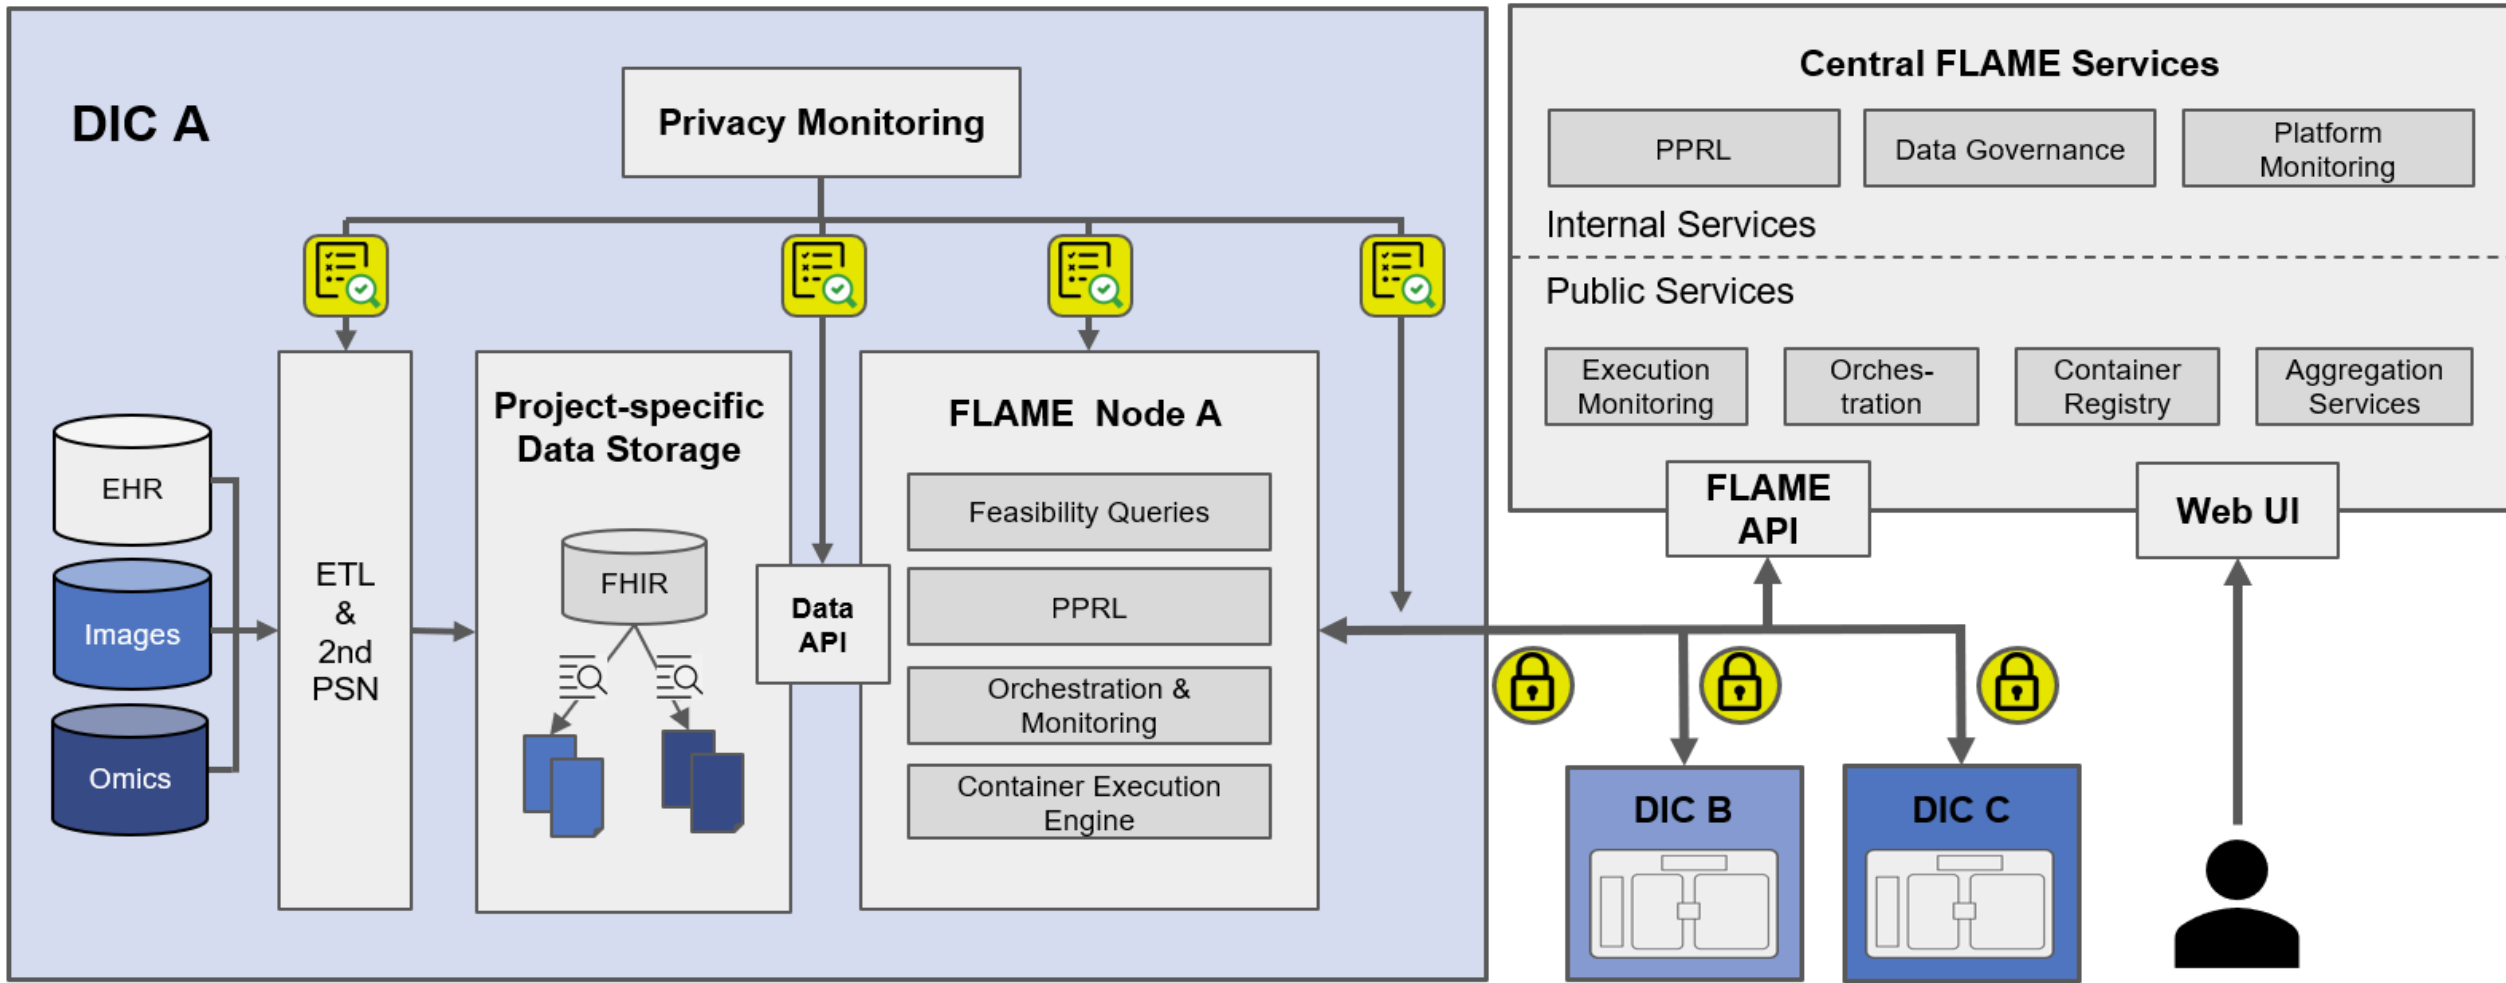 DIC A
Privacy Monitoring
EHR
Images
Omics
ETL
&
2nd
PSN
Project-specific
Data Storage
FHIR
Data
API
FLAME Node A
Feasibility Queries
PPRL
Orchestration &
Monitoring
Container Execution
Engine
Central FLAME Services
PPRL
Data Governance
Platform
Monitoring
Internal Services
Public Services
Execution
Monitoring
Orches-
tration
Container
Registry
Aggregation
Services
FLAME
API
Web UI
DIC B
DIC C